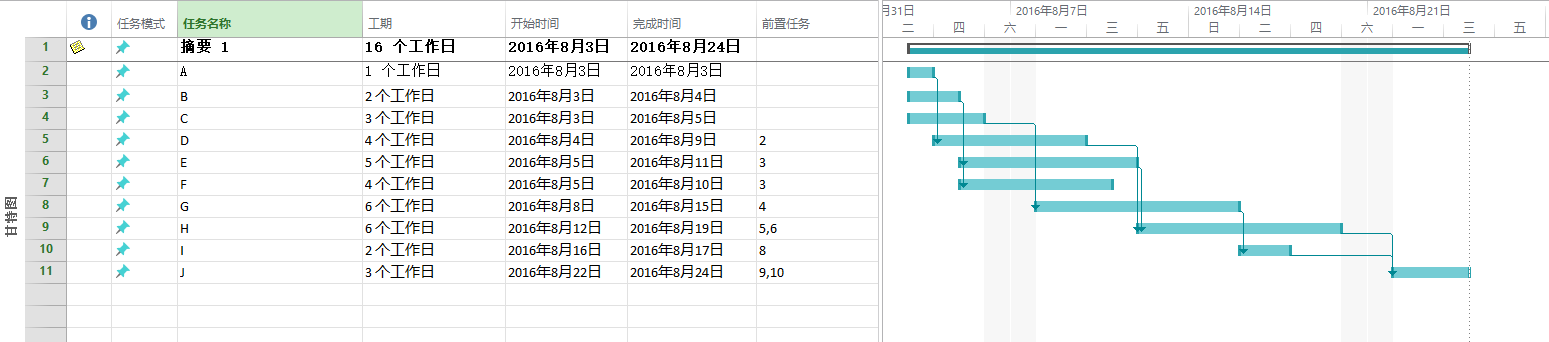 任务模式 任务名称 工期 开始时间 完成时间 前置任务
月31日 2016年8月7日 2016年8月14日 2016年8月21日
二 四 六 一 三 五 日 二 四 六 一 三 五
1 摘要 1 16 个工作日 2016年8月3日 2016年8月24日
2 A 1 个工作日 2016年8月3日 2016年8月3日
3 B 2 个工作日 2016年8月3日 2016年8月4日
4 C 3 个工作日 2016年8月3日 2016年8月5日
5 D 4 个工作日 2016年8月4日 2016年8月9日 2
6 E 5 个工作日 2016年8月5日 2016年8月11日 3
7 F 4 个工作日 2016年8月5日 2016年8月10日 3
8 G 6 个工作日 2016年8月8日 2016年8月15日 4
9 H 6 个工作日 2016年8月12日 2016年8月19日 5,6
10 I 2 个工作日 2016年8月16日 2016年8月17日 8
11 J 3 个工作日 2016年8月22日 2016年8月24日 9,10
甘特图